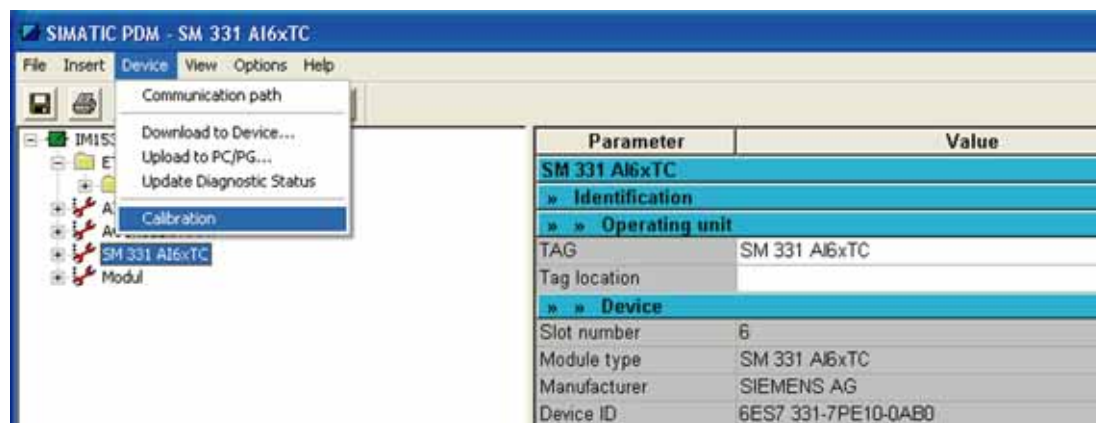 SIMATIC PDM - SM 331 AI6xTC
File Insert Device View Options Help
Communication path
Download to Device...
Upload to PC/PG...
Update Diagnostic Status
Calibration
IM153
E
A
A
SM 331 AI6xTC
Modul
Parameter Value
SM 331 AI6xTC
» Identification
» » Operating unit
TAG SM 331 AI6xTC
Tag location
» » Device
Slot number 6
Module type SM 331 AI6xTC
Manufacturer SIEMENS AG
Device ID 6ES7 331-7PE10-0AB0